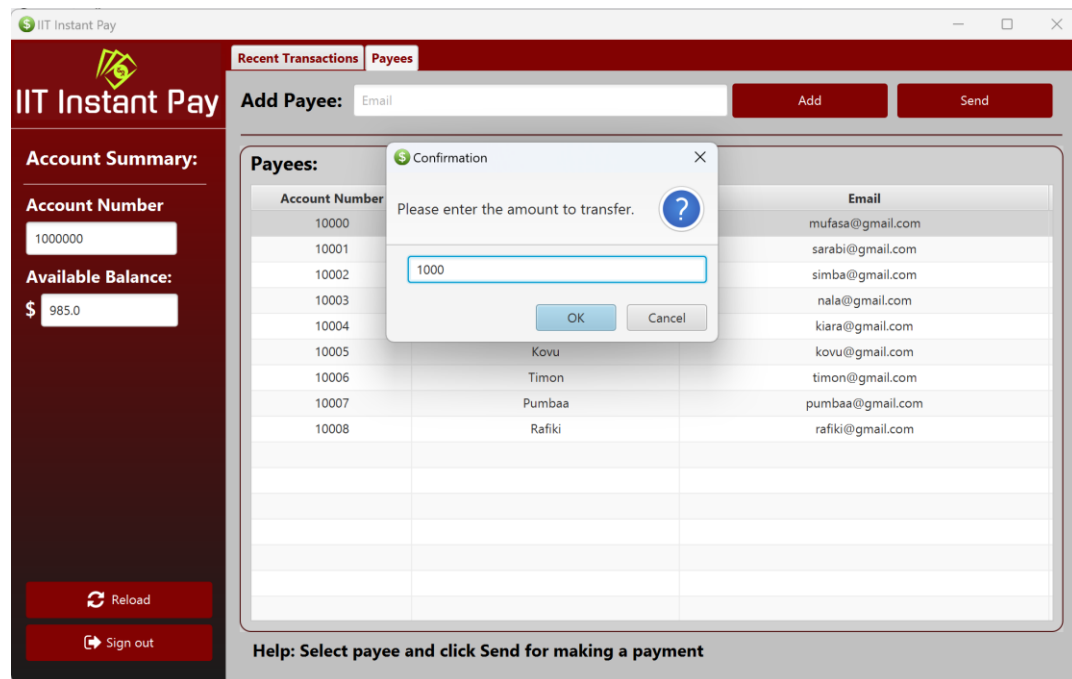 IIT Instant Pay
IIT Instant Pay
Recent Transactions Payees
Add Payee: Email Add Send
Account Summary:
Account Number
1000000
Available Balance:
$ 985.0
Reload
Sign out
Payees:
Account Number Email
10000 mufasa@gmail.com
10001 sarabi@gmail.com
10002 simba@gmail.com
10003 nala@gmail.com
10004 kiara@gmail.com
10005 Kovu kovu@gmail.com
10006 Timon timon@gmail.com
10007 Pumbaa pumbaa@gmail.com
10008 Rafiki rafiki@gmail.com
Confirmation
Please enter the amount to transfer.
?
1000
OK Cancel
Help: Select payee and click Send for making a payment